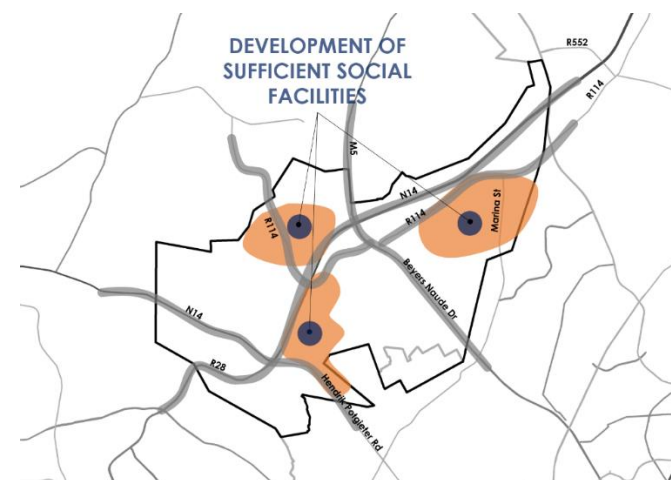 DEVELOPMENT OF
SUFFICIENT SOCIAL
FACILITIES
R552
R114
M5
N14
R114
Marina St
R114
Beyers Naude Dr
N14
R28
Hendrik Potgieter Rd